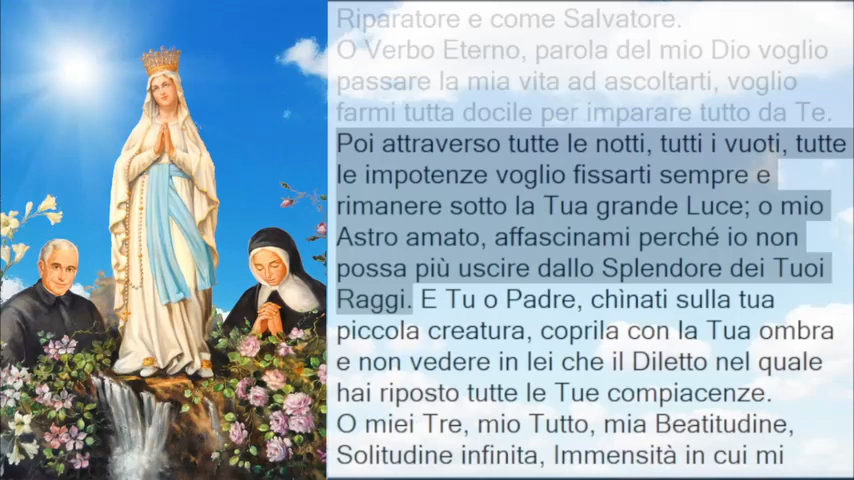 Riparatore e come Salvatore.
O Verbo Eterno, parola del mio Dio voglio
passare la mia vita ad ascoltarti, voglio
farmi tutta docile per imparare tutto da Te.
Poi attraverso tutte le notti, tutti i vuoti, tutte
le impotenze voglio fissarti sempre e
rimanere sotto la Tua grande Luce; o mio
Astro amato, affascinami perché io non
possa più uscire dallo Splendore dei Tuoi
Raggi. E Tu o Padre, chìnati sulla tua
piccola creatura, coprila con la Tua ombra
e non vedere in lei che il Diletto nel quale
hai riposto tutte le Tue compiacenze.
O miei Tre, mio Tutto, mia Beatitudine,
Solitudine infinita, Immensità in cui mi